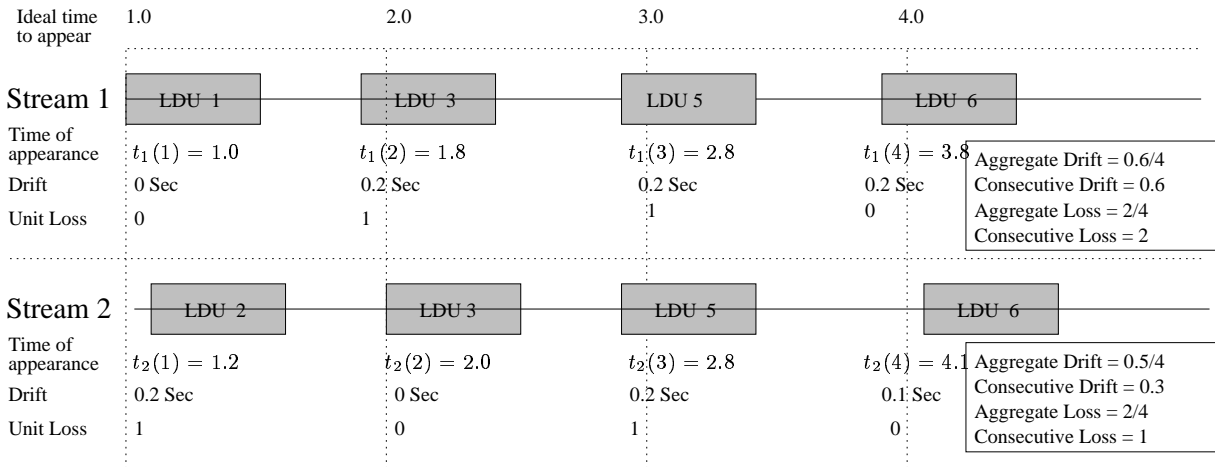 Ideal time to appear 1.0 2.0 3.0 4.0
Stream 1 LDU 1 LDU 3 LDU 5 LDU 6
Time of appearance t₁(1) = 1.0 t₁(2) = 1.8 t₁(3) = 2.8 t₁(4) = 3.8
Drift 0 Sec 0.2 Sec 0.2 Sec 0.2 Sec
Unit Loss 0 1 1 0
Aggregate Drift = 0.6/4
Consecutive Drift = 0.6
Aggregate Loss = 2/4
Consecutive Loss = 2
Stream 2 LDU 2 LDU 3 LDU 5 LDU 6
Time of appearance t₂(1) = 1.2 t₂(2) = 2.0 t₂(3) = 2.8 t₂(4) = 4.1
Drift 0.2 Sec 0 Sec 0.2 Sec 0.1 Sec
Unit Loss 1 0 1 0
Aggregate Drift = 0.5/4
Consecutive Drift = 0.3
Aggregate Loss = 2/4
Consecutive Loss = 1